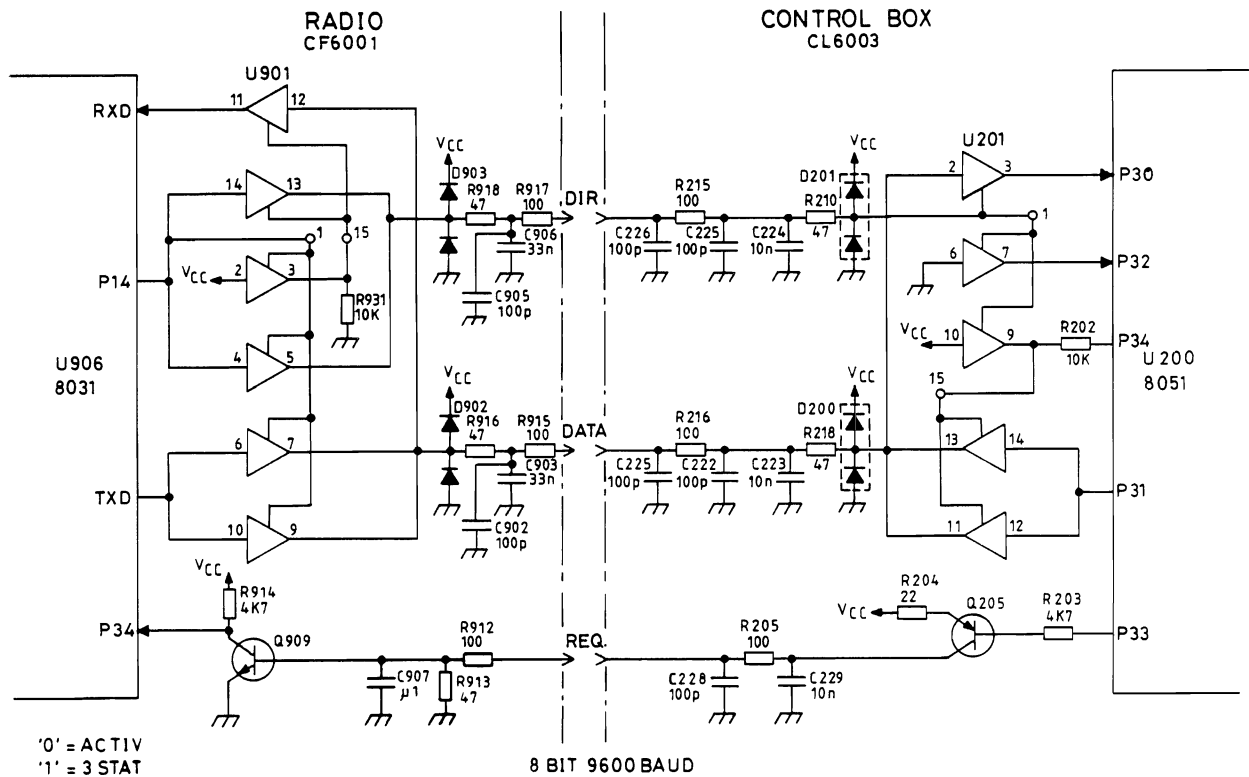 RADIO
CF6001
CONTROL BOX
CL6003
U901
RXD
11
12
14
13
1
15
VCC
2
3
P14
R931
10K
4
5
U906
8031
6
7
TXD
10
9
VCC
R914
4K7
P34
Q909
VCC
D903
R918
47
R917
100
DIR
C906
33n
C905
100p
VCC
D902
R916
47
R915
100
DATA
C903
33n
C902
100p
R912
100
REQ.
C907
µ1
R913
47
R215
100
C226
100p
C225
100p
C224
10n
VCC
D201
R210
47
R216
100
C225
100p
C222
100p
C223
10n
VCC
D200
R218
47
R205
100
C228
100p
C229
10n
VCC
R204
22
Q205
R203
4K7
P33
U201
2
3
P30
1
6
7
P32
VCC
10
9
R202
10K
P34
U200
8051
15
13
14
P31
11
12
'0' = ACTIV
'1' = 3 STAT
8 BIT 9600 BAUD